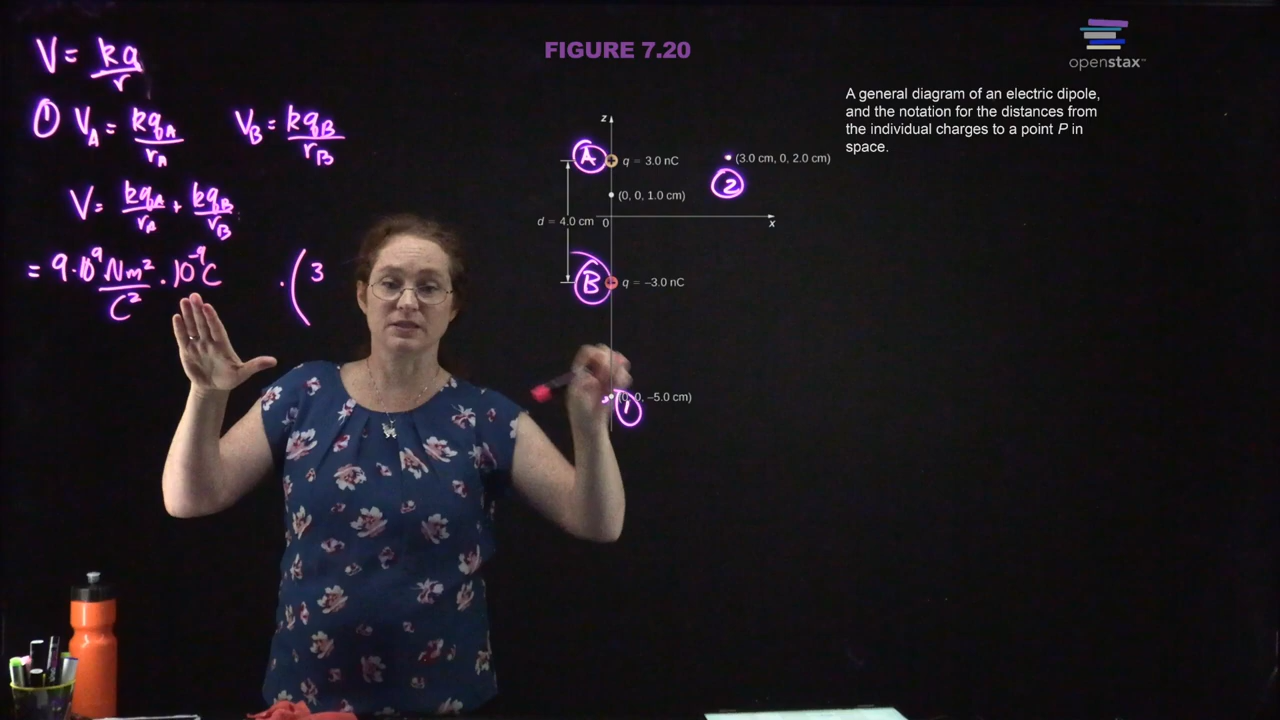 V = kq/r
① V_A = kq_A/r_A V_B = kq_B/r_B
V = kq_A/r_A + kq_B/r_B
= 9·10⁹ Nm²/C² · 10⁻⁹C · ( 3
FIGURE 7.20
openstax™
A general diagram of an electric dipole,
and the notation for the distances from
the individual charges to a point P in
space.
z
A + q = 3.0 nC
(3.0 cm, 0, 2.0 cm)
②
(0, 0, 1.0 cm)
d = 4.0 cm 0
x
B q = −3.0 nC
① 0, −5.0 cm)